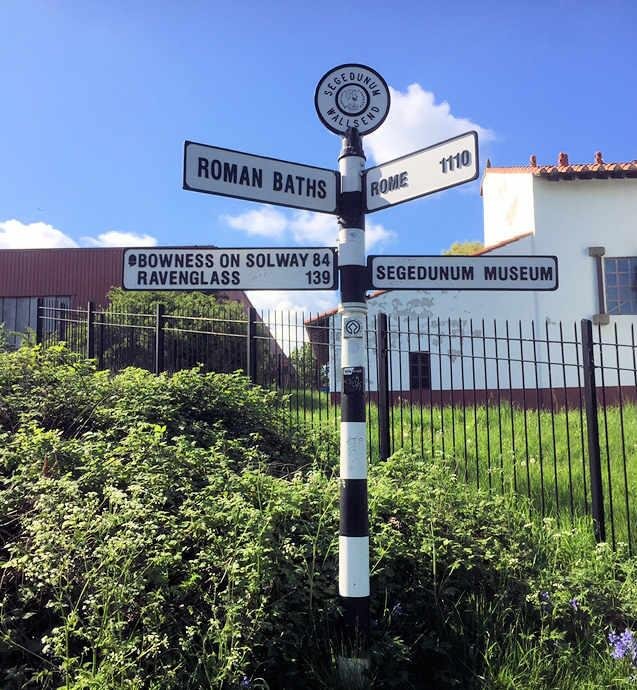 SEGEDUNUM
WALLSEND
ROMAN BATHS
ROME 1110
BOWNESS ON SOLWAY 84
RAVENGLASS 139
SEGEDUNUM MUSEUM